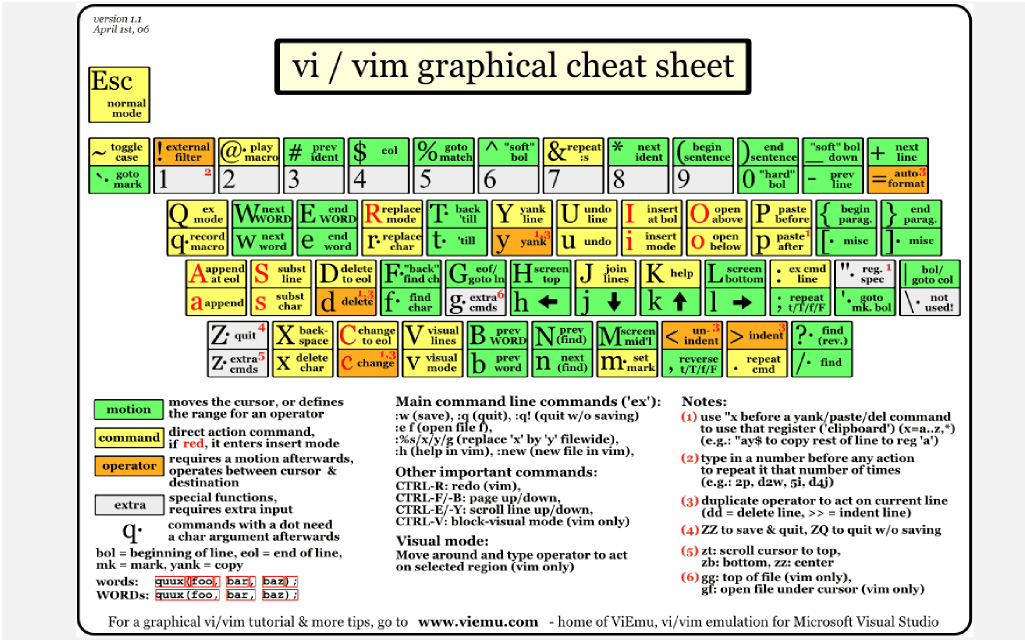 version 1.1
April 1st, 06
vi / vim graphical cheat sheet
Esc
normal
mode
~ toggle case
! external filter
@· play macro
# prev ident
$ eol
% goto match
^ "soft" bol
& repeat :s
* next ident
( begin sentence
) end sentence
_ "soft" bol down
+ next line
`· goto mark
1 2
2
3
4
5
6
7
8
9
0 "hard" bol
- prev line
= auto format 3
Q ex mode
W next WORD
E end WORD
R replace mode
T· back 'till
Y yank line
U undo line
I insert at bol
O open above
P paste before
{ begin parag.
} end parag.
q· record macro
w next word
e end word
r· replace char
t· 'till
y yank 1,3
u undo
i insert mode
o open below
p paste after 1
[· misc
]· misc
A append at eol
S subst line
D delete to eol
F· "back" find ch
G eof/ goto ln
H screen top
J join lines
K help
L screen bottom
: ex cmd line
"· reg. spec 1
| bol/ goto col
a append
s subst char
d delete 1,3
f· find char
g· extra cmds 6
h ←
j ↓
k ↑
l →
; repeat t/T/f/F
'· goto mk. bol
\· not used!
Z· quit 4
X back-space
C change to eol
V visual lines
B prev WORD
N prev (find)
M screen mid'l
< un-indent 3
> indent 3
?· find (rev.)
z· extra cmds 5
x delete char
c change 1,3
v visual mode
b prev word
n next (find)
m· set mark
, reverse t/T/f/F
. repeat cmd
/· find
motion moves the cursor, or defines
the range for an operator
command direct action command,
if red, it enters insert mode
operator requires a motion afterwards,
operates between cursor &
destination
extra special functions,
requires extra input
q· commands with a dot need
a char argument afterwards
bol = beginning of line, eol = end of line,
mk = mark, yank = copy
words: quux(foo, bar, baz);
WORDs: quux(foo, bar, baz);
Main command line commands ('ex'):
:w (save), :q (quit), :q! (quit w/o saving)
:e f (open file f),
:%s/x/y/g (replace 'x' by 'y' filewide),
:h (help in vim), :new (new file in vim),
Other important commands:
CTRL-R: redo (vim),
CTRL-F/-B: page up/down,
CTRL-E/-Y: scroll line up/down,
CTRL-V: block-visual mode (vim only)
Visual mode:
Move around and type operator to act
on selected region (vim only)
Notes:
(1) use "x before a yank/paste/del command
to use that register ('clipboard') (x=a..z,*)
(e.g.: "ay$ to copy rest of line to reg 'a')
(2) type in a number before any action
to repeat it that number of times
(e.g.: 2p, d2w, 5i, d4j)
(3) duplicate operator to act on current line
(dd = delete line, >> = indent line)
(4) ZZ to save & quit, ZQ to quit w/o saving
(5) zt: scroll cursor to top,
zb: bottom, zz: center
(6) gg: top of file (vim only),
gf: open file under cursor (vim only)
For a graphical vi/vim tutorial & more tips, go to www.viemu.com - home of ViEmu, vi/vim emulation for Microsoft Visual Studio